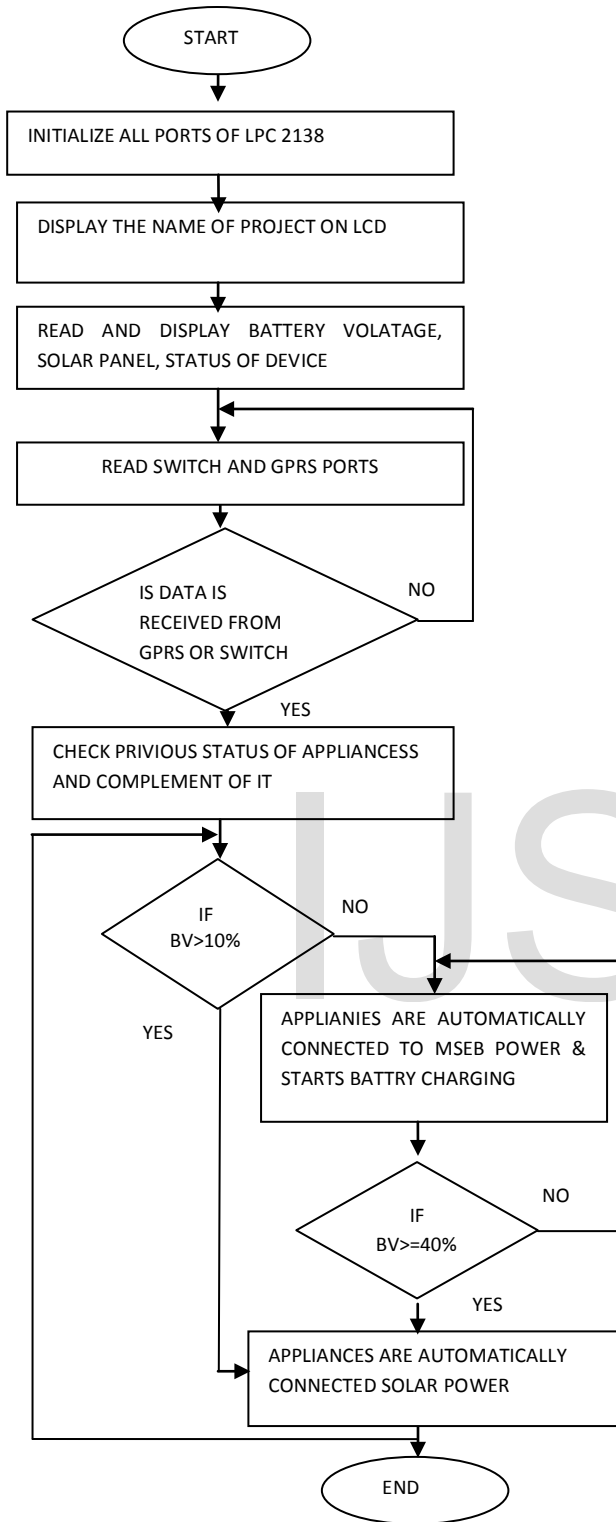 START
INITIALIZE ALL PORTS OF LPC 2138
DISPLAY THE NAME OF PROJECT ON LCD
READ AND DISPLAY BATTERY VOLATAGE,
SOLAR PANEL, STATUS OF DEVICE
READ SWITCH AND GPRS PORTS
IS DATA IS
RECEIVED FROM
GPRS OR SWITCH
NO
YES
CHECK PRIVIOUS STATUS OF APPLIANCESS
AND COMPLEMENT OF IT
IF
BV>10%
NO
YES
APPLIANIES ARE AUTOMATICALLY
CONNECTED TO MSEB POWER &
STARTS BATTRY CHARGING
IF
BV>=40%
NO
YES
APPLIANCES ARE AUTOMATICALLY
CONNECTED SOLAR POWER
END
IJS